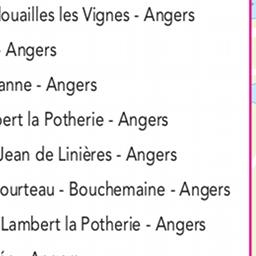 ouailles les Vignes - Angers
- Angers
anne - Angers
bert la Potherie - Angers
Jean de Linières - Angers
ourteau - Bouchemaine - Angers
Lambert la Potherie - Angers